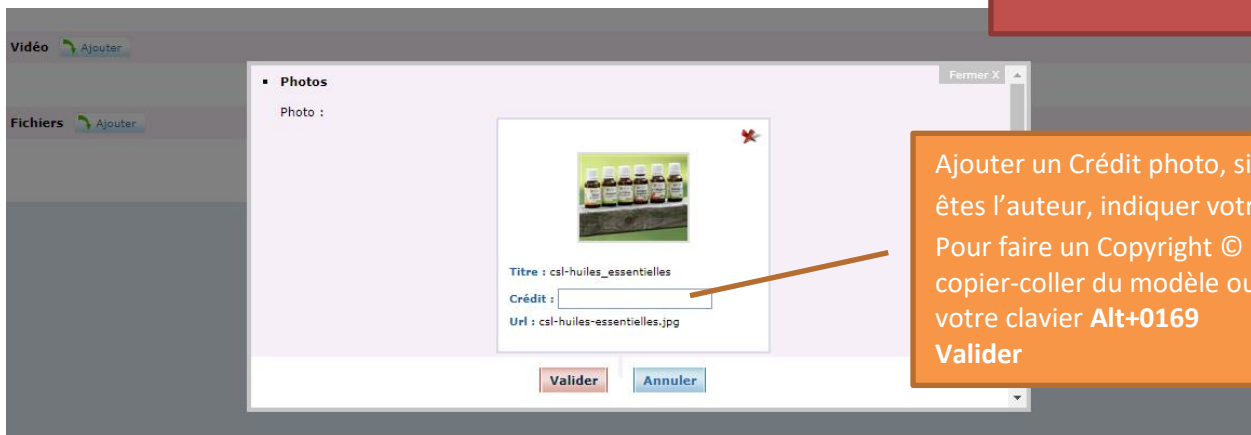 Vidéo Ajouter
Fichiers Ajouter
Fermer X
Photos
Photo :
Titre : csl-huiles_essentielles
Crédit :
Url : csl-huiles-essentielles.jpg
Valider Annuler
Ajouter un Crédit photo, si
êtes l’auteur, indiquer
Pour faire un Copyright ©
copier-coller du modèle
votre clavier Alt+0169
Valider